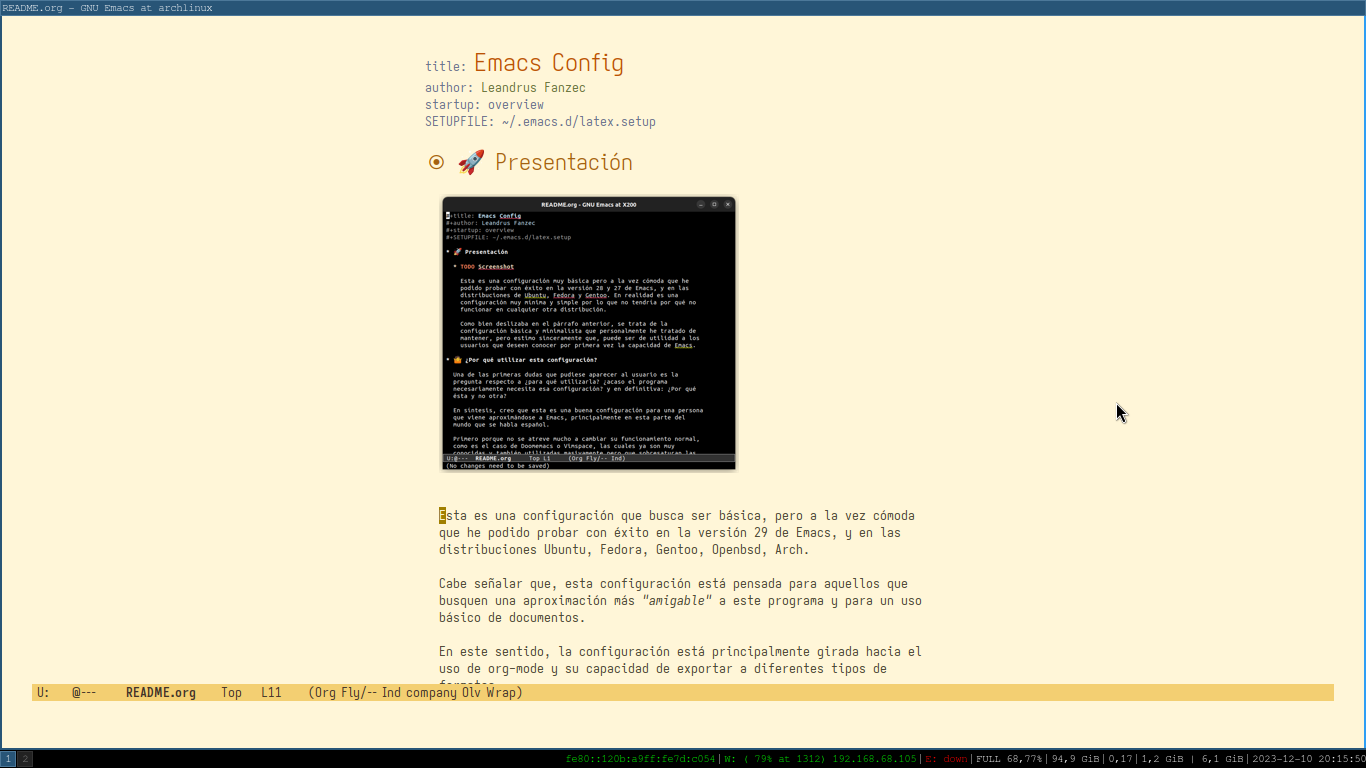 README.org - GNU Emacs at archlinux
title: Emacs Config
author: Leandrus Fanzec
startup: overview
SETUPFILE: ~/.emacs.d/latex.setup
🚀 Presentación
README.org - GNU Emacs at X200
#+title: Emacs Config
#+author: Leandrus Fanzec
#+startup: overview
#+SETUPFILE: ~/.emacs.d/latex.setup
* 🚀 Presentación
* TODO Screenshot
Esta es una configuración muy básica pero a la vez cómoda que he
podido probar con éxito en la versión 28 y 27 de Emacs, y en las
distribuciones de Ubuntu, Fedora y Gentoo. En realidad es una
configuración muy mínima y simple por lo que no tendría por qué no
funcionar en cualquier otra distribución.
Como bien deslizaba en el párrafo anterior, se trata de la
configuración básica y minimalista que personalmente he tratado de
mantener, pero estimo sinceramente que, puede ser de utilidad a los
usuarios que deseen conocer por primera vez la capacidad de Emacs.
* 🤷 ¿Por qué utilizar esta configuración?
Una de las primeras dudas que pudiese aparecer al usuario es la
pregunta respecto a ¿para qué utilizarla? ¿acaso el programa
necesariamente necesita esa configuración? y en definitiva: ¿Por qué
ésta y no otra?
En síntesis, creo que esta es una buena configuración para una persona
que viene aproximándose a Emacs, principalmente en esta parte del
mundo que se habla español.
Primero porque no se atreve mucho a cambiar su funcionamiento normal,
como es el caso de Doomemacs o Vimspace, las cuales ya son muy
conocidas y también utilizadas masivamente pero que sobresaturan las
U:@--- README.org Top L1 (Org Fly/-- Ind)
(No changes need to be saved)
Esta es una configuración que busca ser básica, pero a la vez cómoda
que he podido probar con éxito en la versión 29 de Emacs, y en las
distribuciones Ubuntu, Fedora, Gentoo, Openbsd, Arch.
Cabe señalar que, esta configuración está pensada para aquellos que
busquen una aproximación más "amigable" a este programa y para un uso
básico de documentos.
En este sentido, la configuración está principalmente girada hacia el
uso de org-mode y su capacidad de exportar a diferentes tipos de
U: @--- README.org Top L11 (Org Fly/-- Ind company Olv Wrap)
1 2 fe80::120b:a9ff:fe7d:c054|W: ( 79% at 1312) 192.168.68.105|E: down|FULL 68,77%|94,9 GiB|0,17|1,2 GiB | 6,1 GiB|2023-12-10 20:15:50